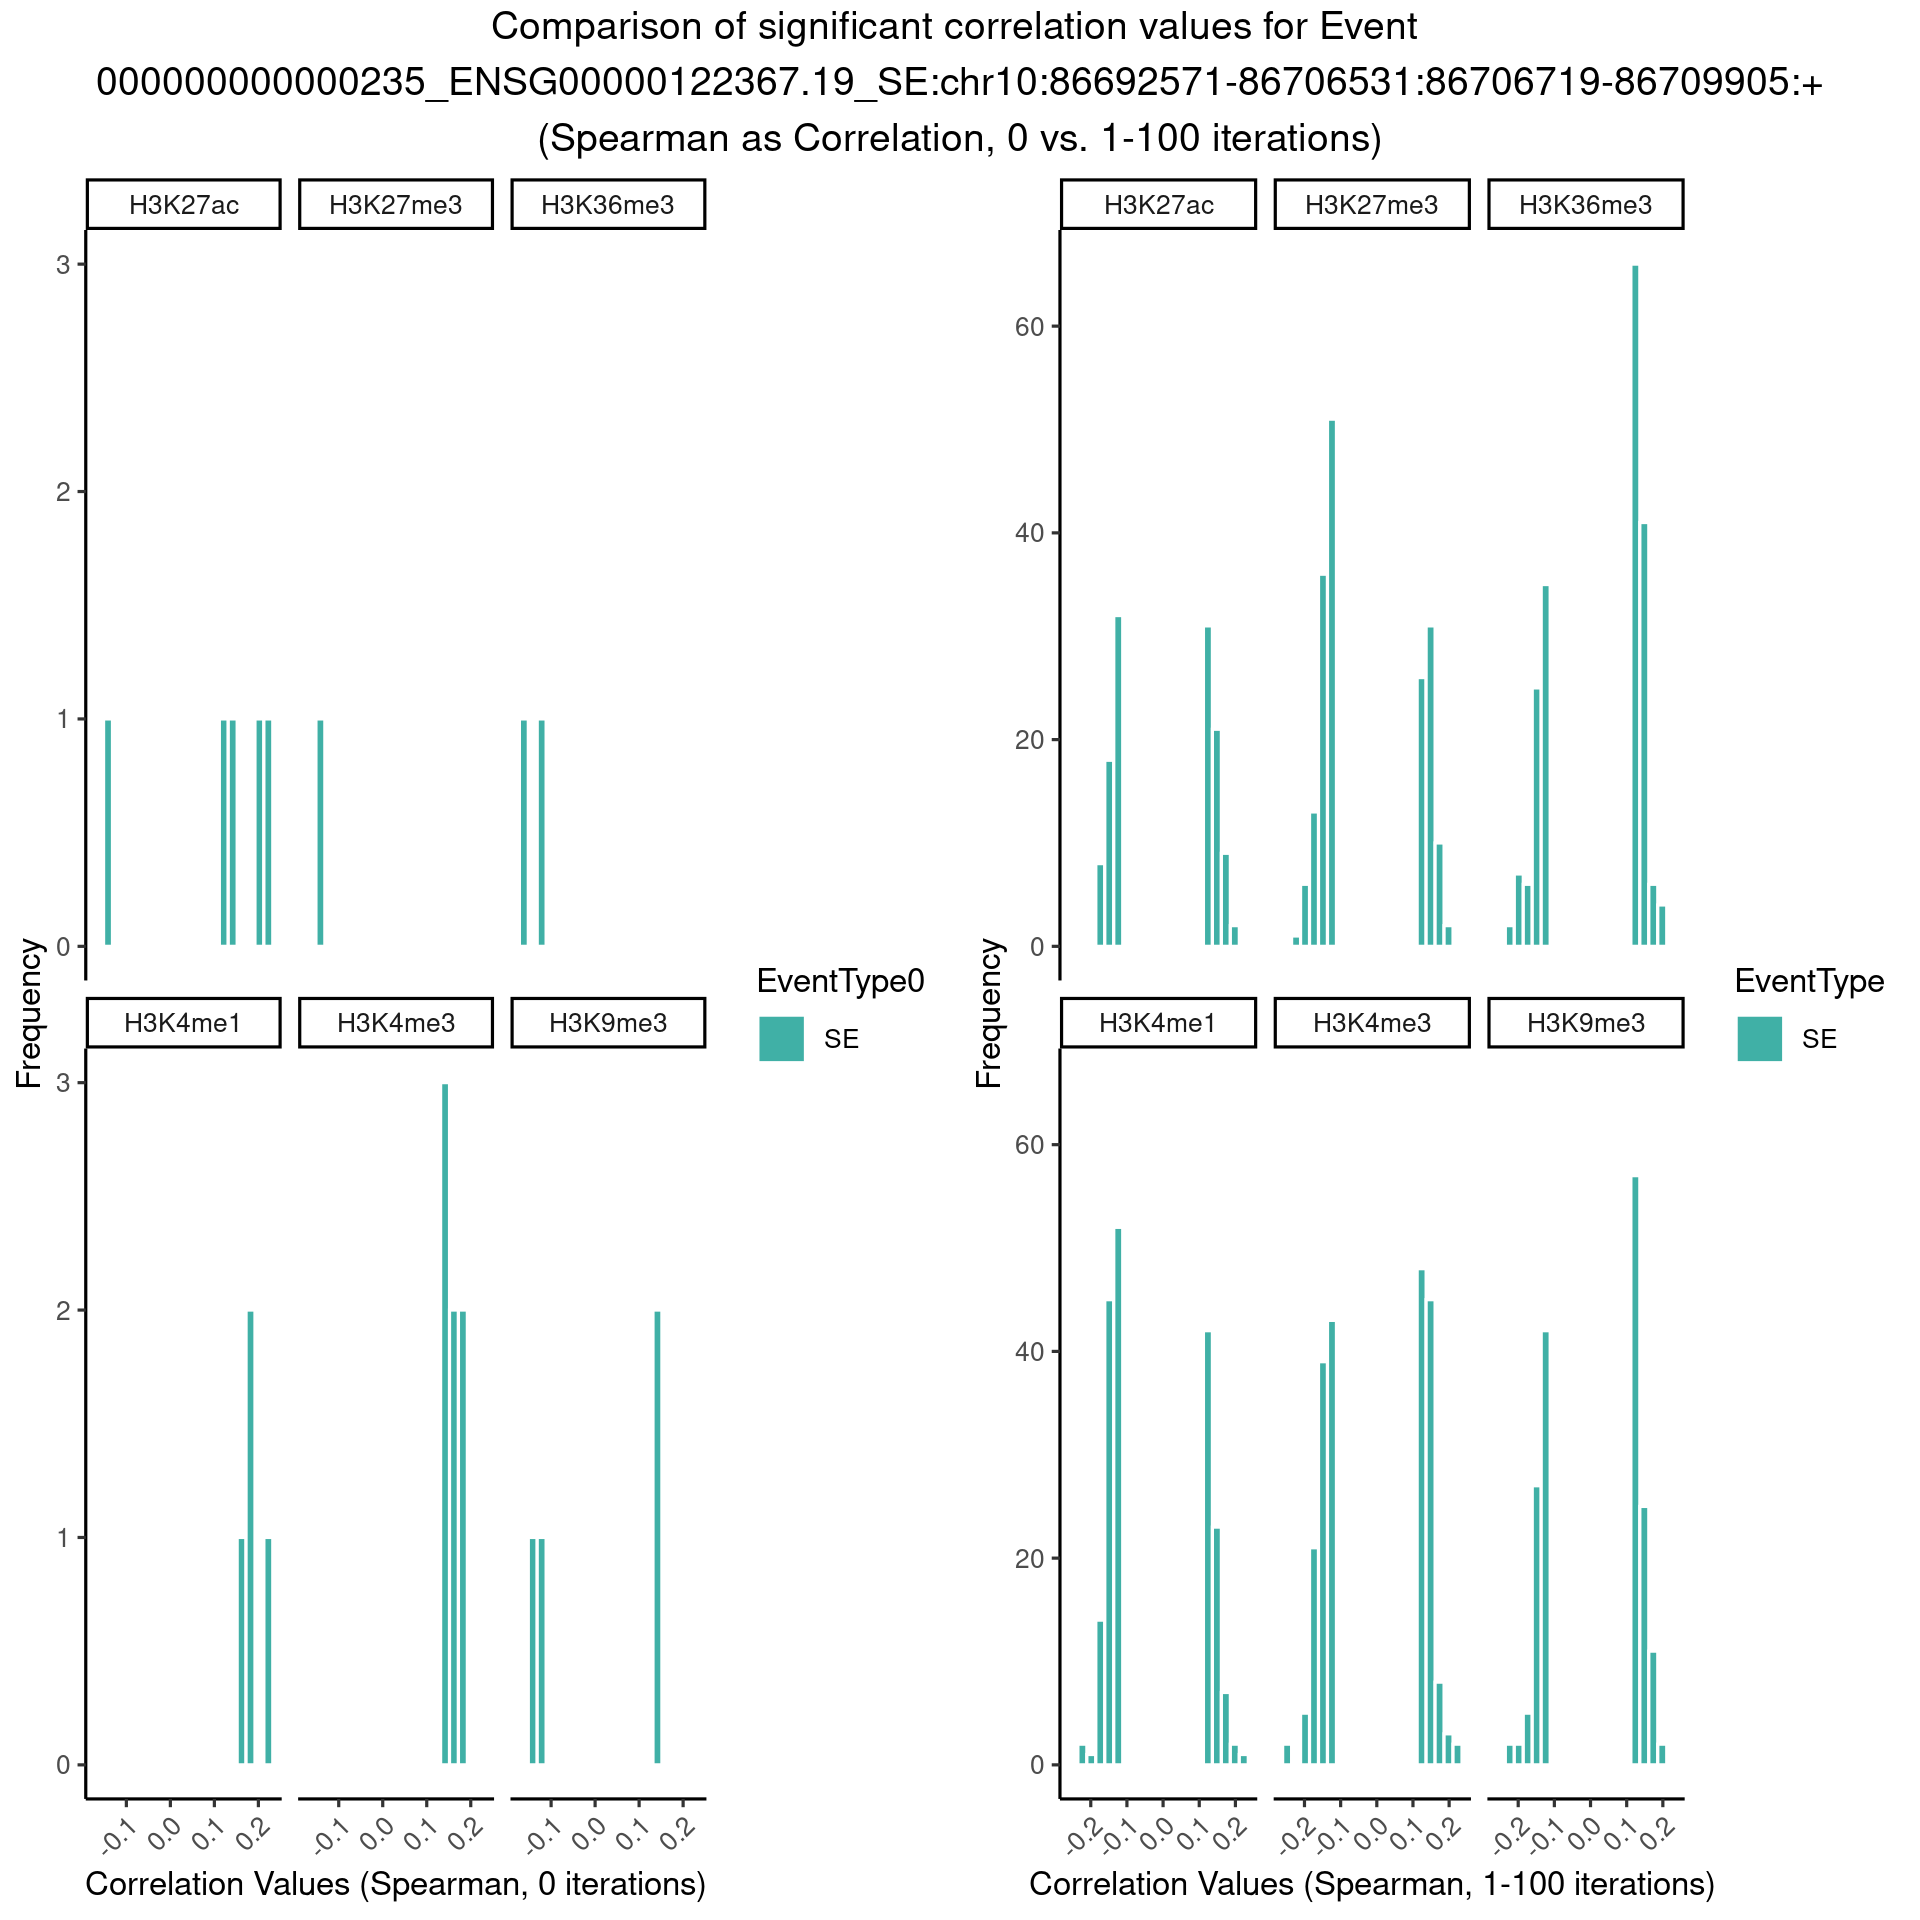 Comparison of significant correlation values for Event
000000000000235_ENSG00000122367.19_SE:chr10:86692571-86706531:86706719-86709905:+
(Spearman as Correlation, 0 vs. 1-100 iterations)
H3K27ac H3K27me3 H3K36me3
3
2
1
0
H3K4me1 H3K4me3 H3K9me3
3
2
1
0
Frequency
-0.1 0.0 0.1 0.2 -0.1 0.0 0.1 0.2 -0.1 0.0 0.1 0.2
Correlation Values (Spearman, 0 iterations)
EventType0
SE
H3K27ac H3K27me3 H3K36me3
60
40
20
0
H3K4me1 H3K4me3 H3K9me3
60
40
20
0
Frequency
-0.2 -0.1 0.0 0.1 0.2 -0.2 -0.1 0.0 0.1 0.2 -0.2 -0.1 0.0 0.1 0.2
Correlation Values (Spearman, 1-100 iterations)
EventType
SE